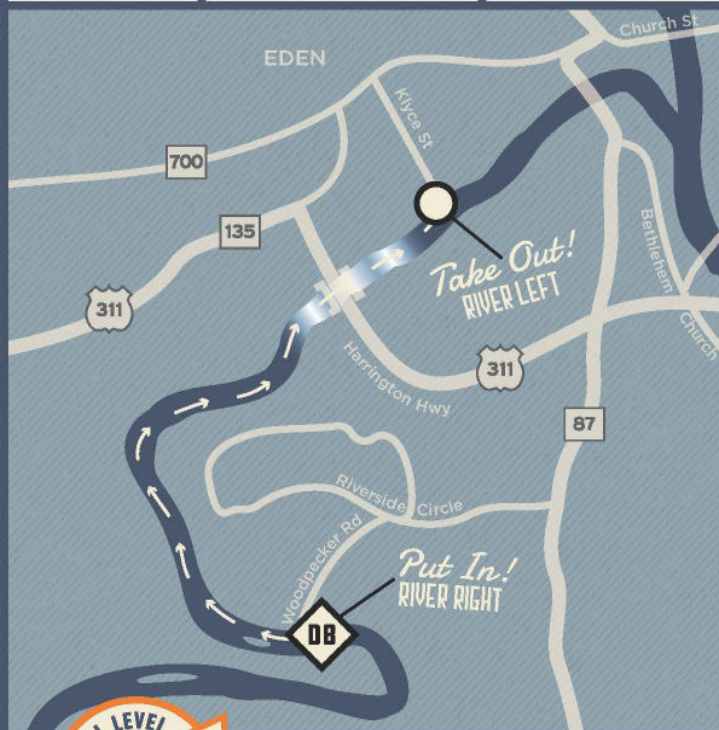 Church St
EDEN
Klyce St
700
135
Bethlehem
Church
Take Out!
RIVER LEFT
311
311
Harrington Hwy
87
Riverside Circle
Woodpecker Rd
Put In!
RIVER RIGHT
DB
LEVEL